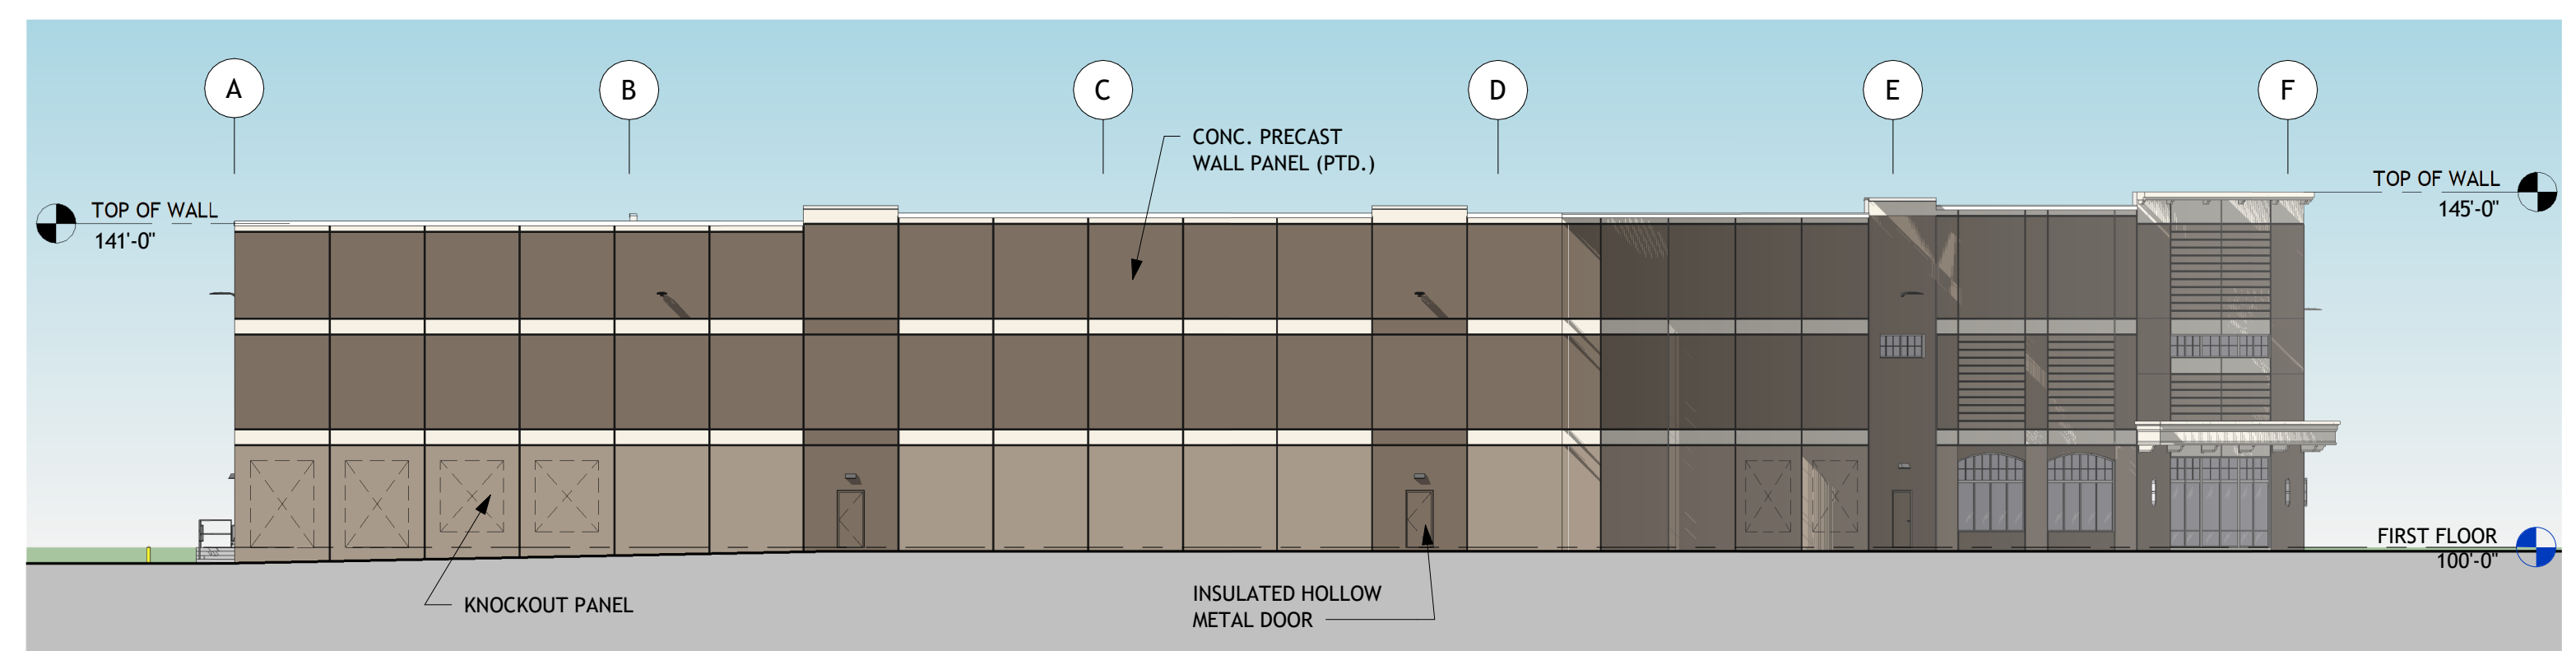 A
B
C
D
E
F
CONC. PRECAST
WALL PANEL (PTD.)
TOP OF WALL
141'-0"
TOP OF WALL
145'-0"
FIRST FLOOR
100'-0"
KNOCKOUT PANEL
INSULATED HOLLOW
METAL DOOR